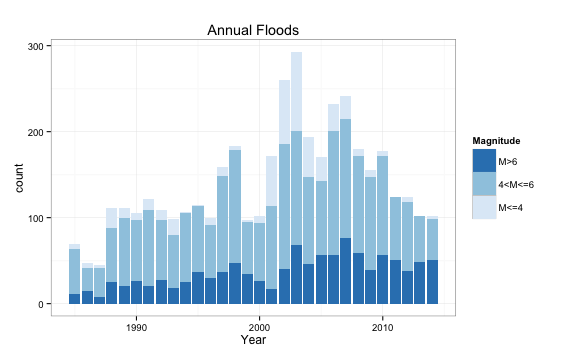 Annual Floods
300
200
100
0
count
1990
2000
2010
Year
Magnitude
M>6
4<M<=6
M<=4